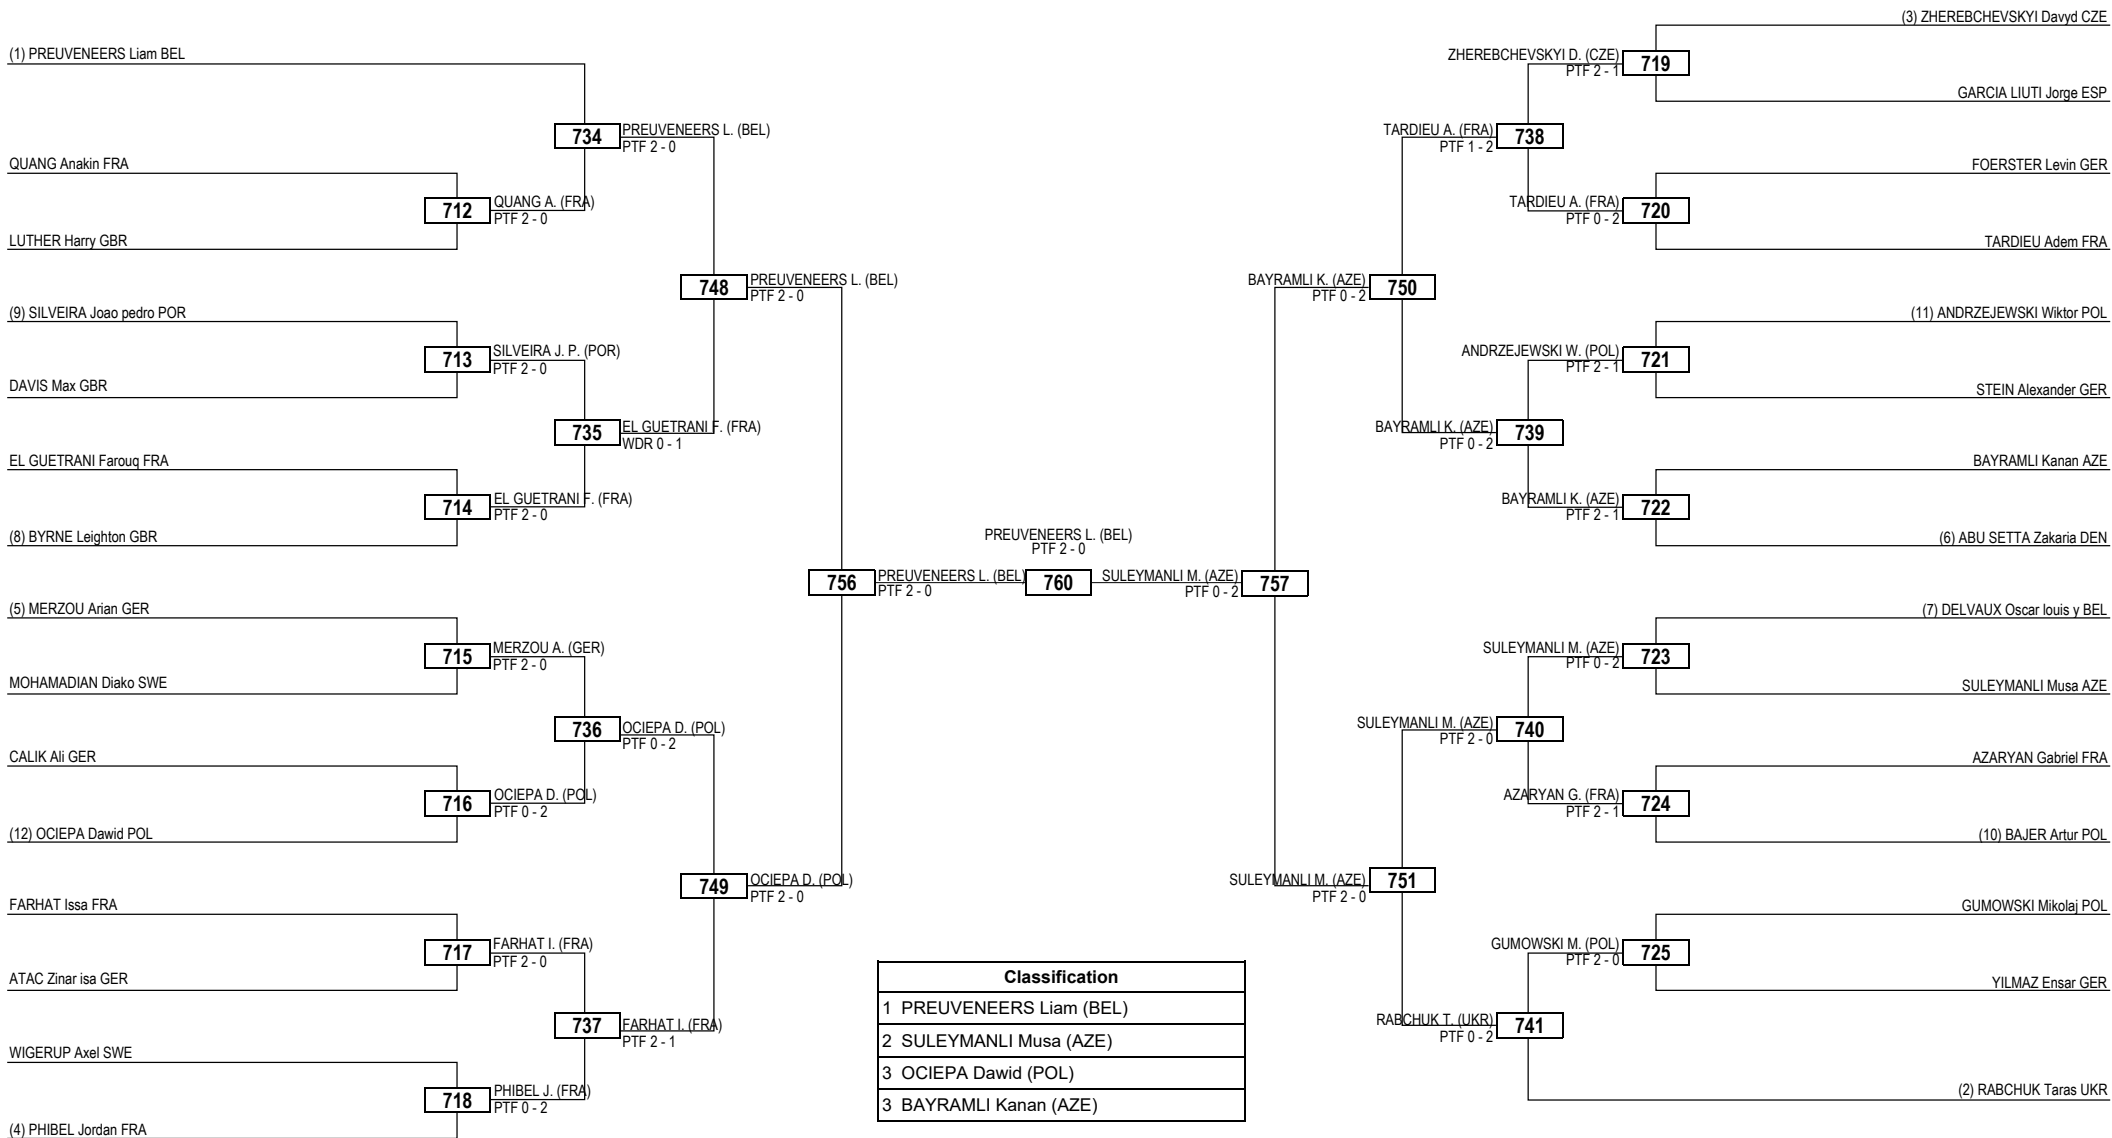 (1) PREUVENEERS Liam BEL
QUANG Anakin FRA
LUTHER Harry GBR
(9) SILVEIRA Joao pedro POR
DAVIS Max GBR
EL GUETRANI Farouq FRA
(8) BYRNE Leighton GBR
(5) MERZOU Arian GER
MOHAMADIAN Diako SWE
CALIK Ali GER
(12) OCIEPA Dawid POL
FARHAT Issa FRA
ATAC Zinar isa GER
WIGERUP Axel SWE
(4) PHIBEL Jordan FRA
712
QUANG A. (FRA)
PTF 2 - 0
713
SILVEIRA J. P. (POR)
PTF 2 - 0
714
EL GUETRANI F. (FRA)
PTF 2 - 0
715
MERZOU A. (GER)
PTF 2 - 0
716
OCIEPA D. (POL)
PTF 0 - 2
717
FARHAT I. (FRA)
PTF 2 - 0
718
PHIBEL J. (FRA)
PTF 0 - 2
734
PREUVENEERS L. (BEL)
PTF 2 - 0
735
EL GUETRANI F. (FRA)
WDR 0 - 1
736
OCIEPA D. (POL)
PTF 0 - 2
737
FARHAT I. (FRA)
PTF 2 - 1
748
PREUVENEERS L. (BEL)
PTF 2 - 0
749
OCIEPA D. (POL)
PTF 2 - 0
756
PREUVENEERS L. (BEL)
PTF 2 - 0
PREUVENEERS L. (BEL)
PTF 2 - 0
760
SULEYMANLI M. (AZE)
PTF 0 - 2
757
BAYRAMLI K. (AZE)
PTF 0 - 2
750
SULEYMANLI M. (AZE)
PTF 2 - 0
751
TARDIEU A. (FRA)
PTF 1 - 2
738
BAYRAMLI K. (AZE)
PTF 0 - 2
739
SULEYMANLI M. (AZE)
PTF 2 - 0
740
RABCHUK T. (UKR)
PTF 0 - 2
741
ZHEREBCHEVSKYI D. (CZE)
PTF 2 - 1
719
TARDIEU A. (FRA)
PTF 0 - 2
720
ANDRZEJEWSKI W. (POL)
PTF 2 - 1
721
BAYRAMLI K. (AZE)
PTF 2 - 1
722
SULEYMANLI M. (AZE)
PTF 0 - 2
723
AZARYAN G. (FRA)
PTF 2 - 1
724
GUMOWSKI M. (POL)
PTF 2 - 0
725
(3) ZHEREBCHEVSKYI Davyd CZE
GARCIA LIUTI Jorge ESP
FOERSTER Levin GER
TARDIEU Adem FRA
(11) ANDRZEJEWSKI Wiktor POL
STEIN Alexander GER
BAYRAMLI Kanan AZE
(6) ABU SETTA Zakaria DEN
(7) DELVAUX Oscar louis y BEL
SULEYMANLI Musa AZE
AZARYAN Gabriel FRA
(10) BAJER Artur POL
GUMOWSKI Mikolaj POL
YILMAZ Ensar GER
(2) RABCHUK Taras UKR
Classification
1 PREUVENEERS Liam (BEL)
2 SULEYMANLI Musa (AZE)
3 OCIEPA Dawid (POL)
3 BAYRAMLI Kanan (AZE)